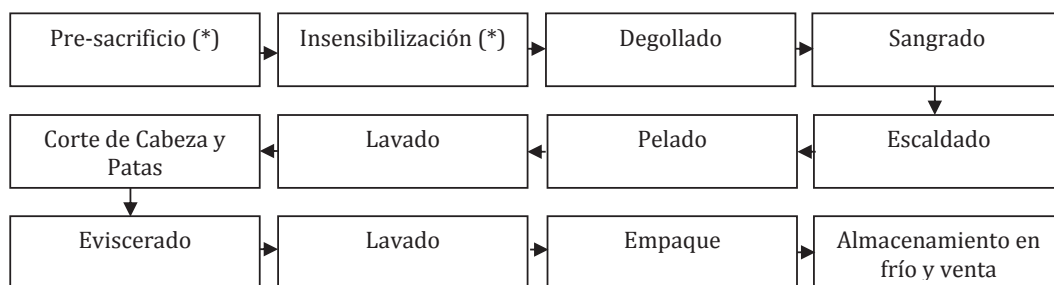 Pre-sacrificio (*)
Insensibilización (*)
Degollado
Sangrado
Escaldado
Pelado
Lavado
Corte de Cabeza y
Patas
Eviscerado
Lavado
Empaque
Almacenamiento en
frío y venta